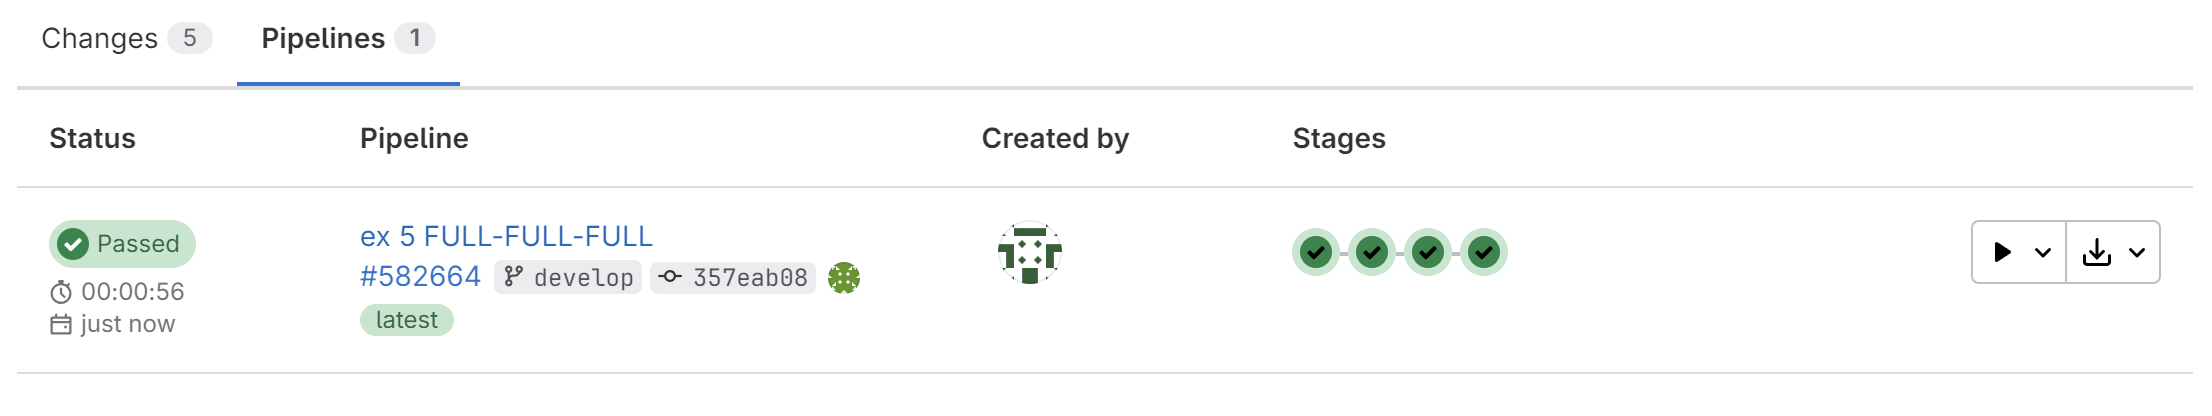 Changes 5 Pipelines 1
Status Pipeline Created by Stages
Passed
00:00:56
just now
ex 5 FULL-FULL-FULL
#582664 develop 357eab08
latest